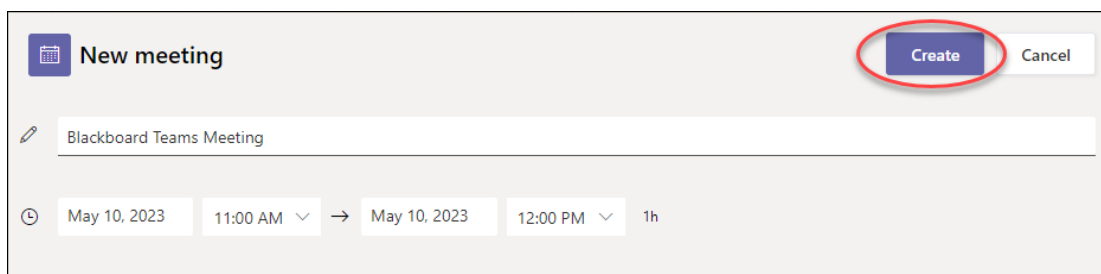 New meeting
Create Cancel
Blackboard Teams Meeting
May 10, 2023 11:00 AM → May 10, 2023 12:00 PM 1h